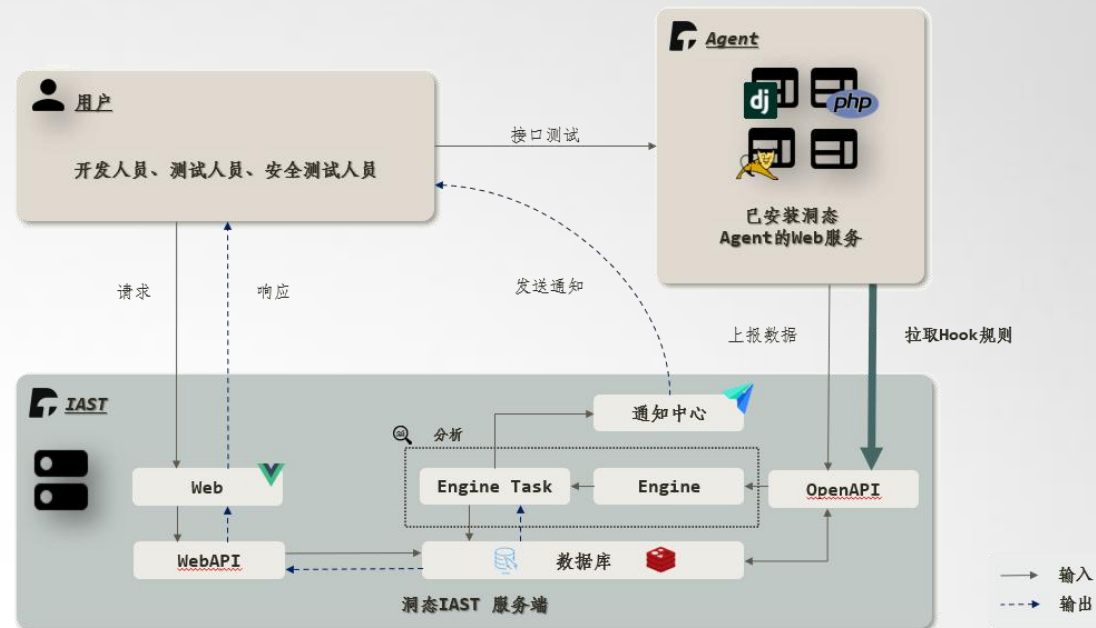 Agent
用户
dj
php
接口测试
开发人员、测试人员、安全测试人员
已安装洞态
Agent的Web服务
请求
响应
发送通知
上报数据
拉取Hook规则
IAST
通知中心
分析
Web
Engine Task
Engine
OpenAPI
WebAPI
数据库
输入
洞态IAST 服务端
输出